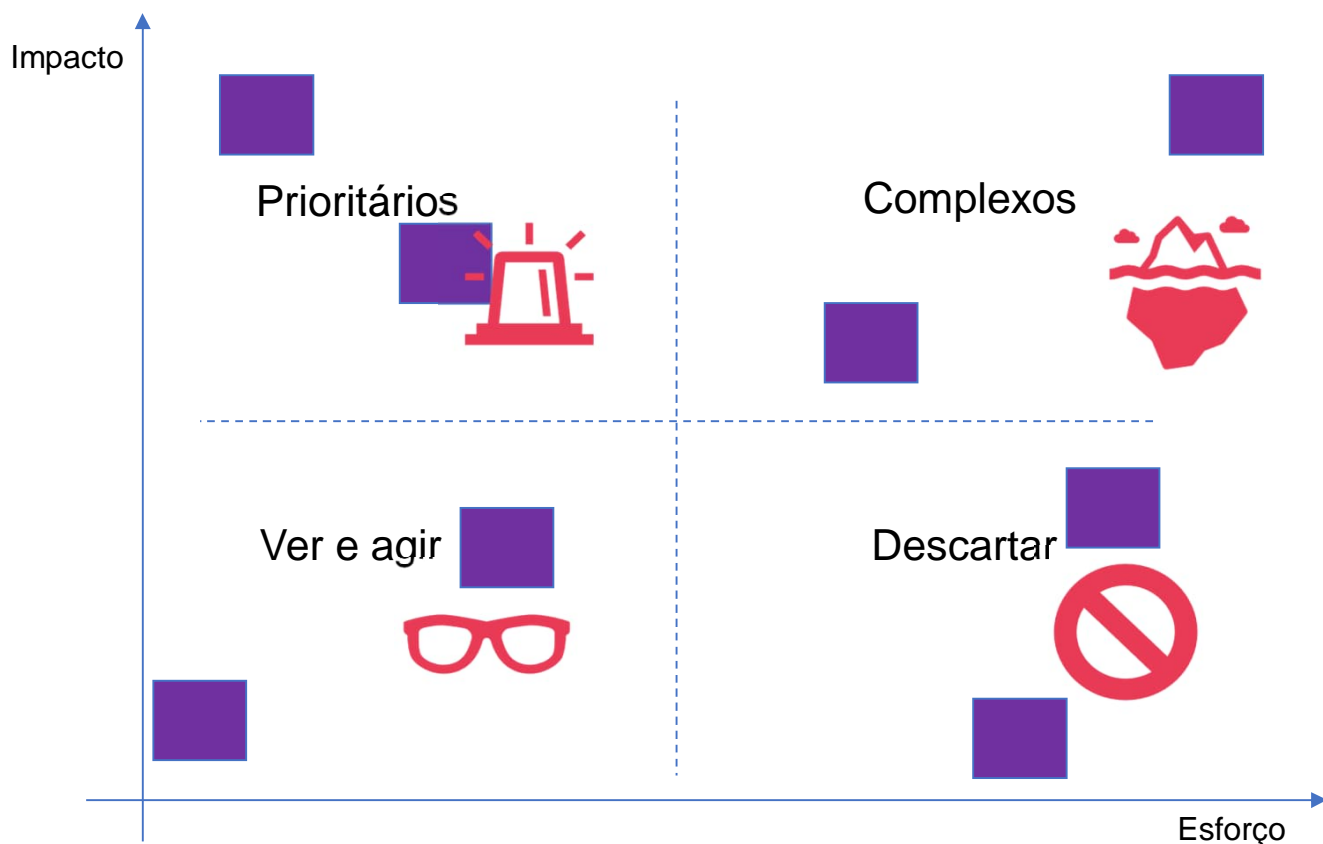 Impacto
Prioritários
Complexos
Ver e agir
Descartar
Esforço